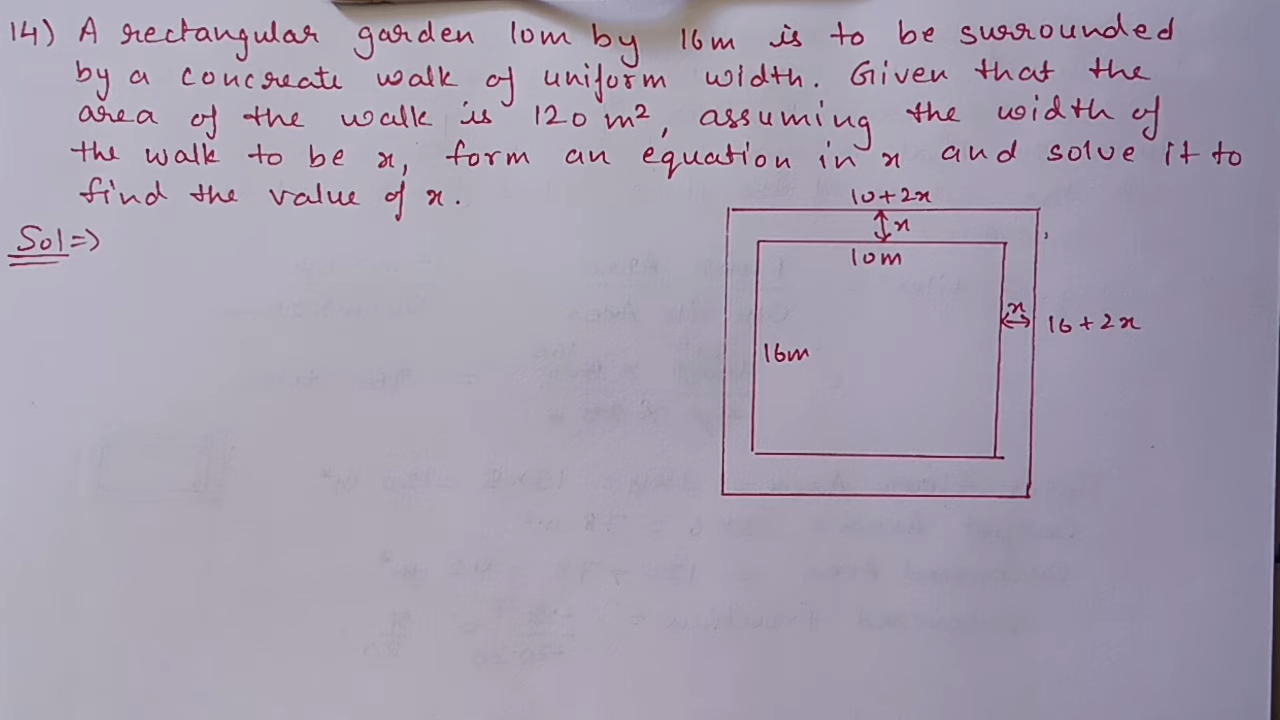 14) A rectangular garden 10m by 16m is to be surrounded
by a concreate walk of uniform width. Given that the
area of the walk is 120 m², assuming the width of
the walk to be x, form an equation in x and solve it to
find the value of x.
10+2x
Sol=>
x
10m
x
16+2x
16m